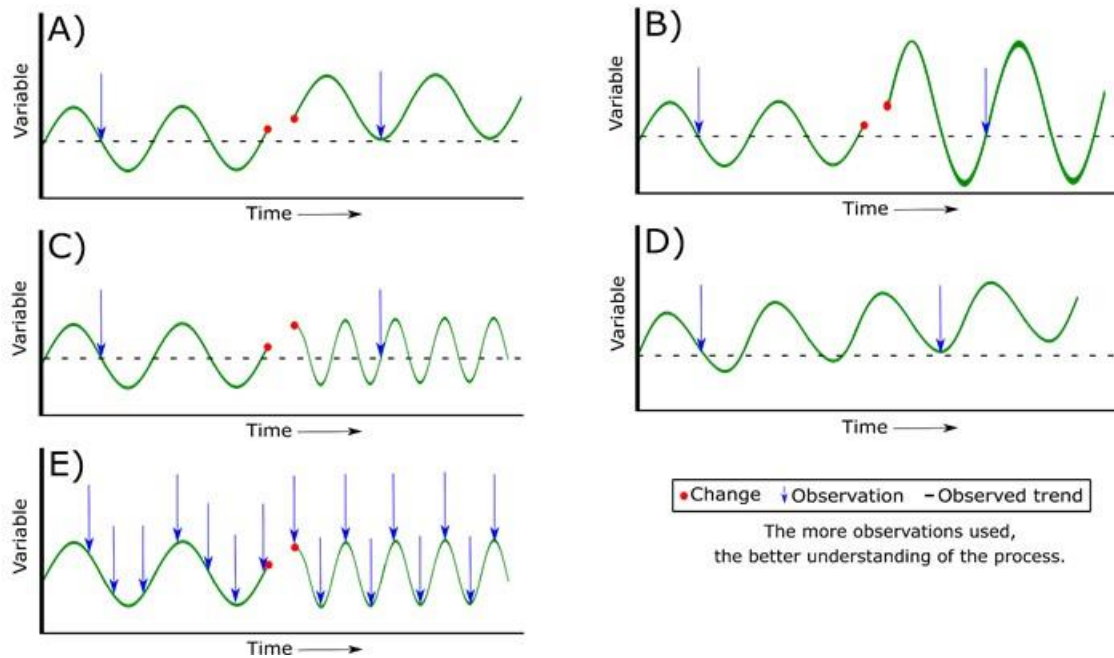 A)
Variable
Time
B)
Variable
Time
C)
Variable
Time
D)
Variable
Time
E)
Variable
Time
Change Observation Observed trend
The more observations used,
the better understanding of the process.